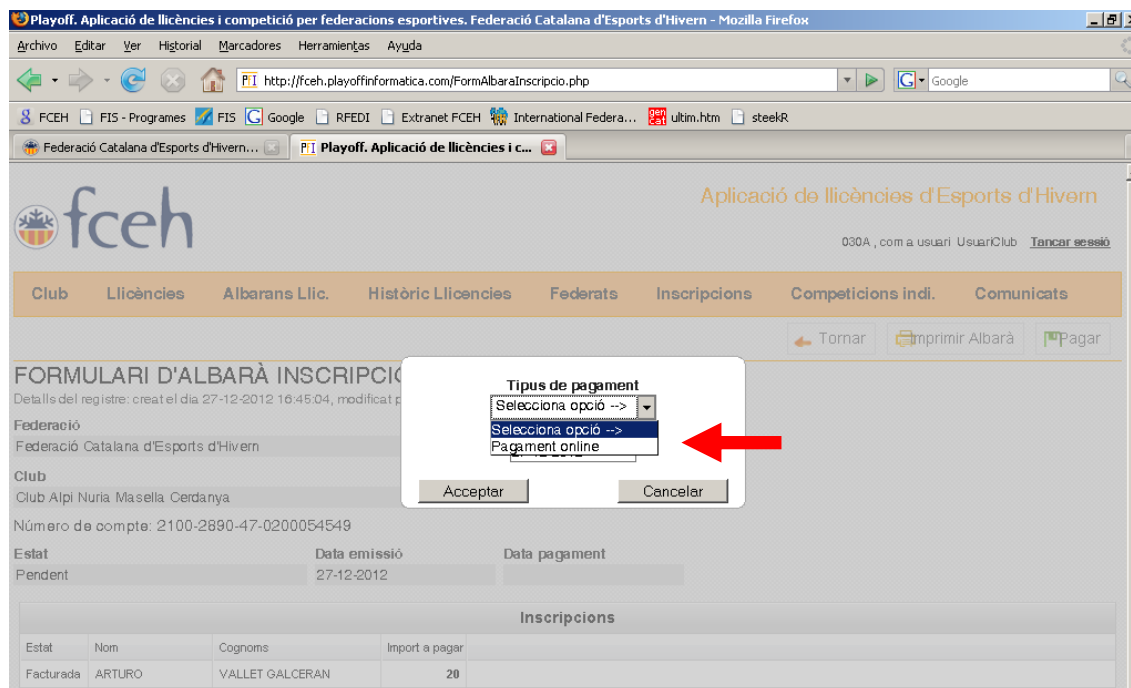 Playoff. Aplicació de llicències i competició per federacions esportives. Federació Catalana d'Esports d'Hivern - Mozilla Firefox
Archivo Editar Ver Historial Marcadores Herramientas Ayuda
http://fceh.playoffinformatica.com/FormAlbaraInscripcio.php Google
FCEH FIS - Programes FIS Google RFEDI Extranet FCEH International Federa... ultim.htm steekR
Federació Catalana d'Esports d'Hivern... Playoff. Aplicació de llicències i c...
fceh
Aplicació de llicències d'Esports d'Hivern
030A , com a usuari UsuariClub Tancar sessió
Club Llicències Albarans Llic. Històric Llicencies Federats Inscripcions Competicions indi. Comunicats
Tornar Imprimir Albarà Pagar
FORMULARI D'ALBARÀ INSCRIPCI
Detalls del registre: creat el dia 27-12-2012 16:45:04, modificat
Tipus de pagament
Selecciona opció -->
Selecciona opció -->
Pagament online
Acceptar Cancelar
Federació
Federació Catalana d'Esports d'Hivern
Club
Club Alpi Nuria Masella Cerdanya
Número de compte: 2100-2890-47-0200054549
Estat Data emissió Data pagament
Pendent 27-12-2012
Inscripcions
Estat Nom Cognoms Import a pagar
Facturada ARTURO VALLET GALCERAN 20